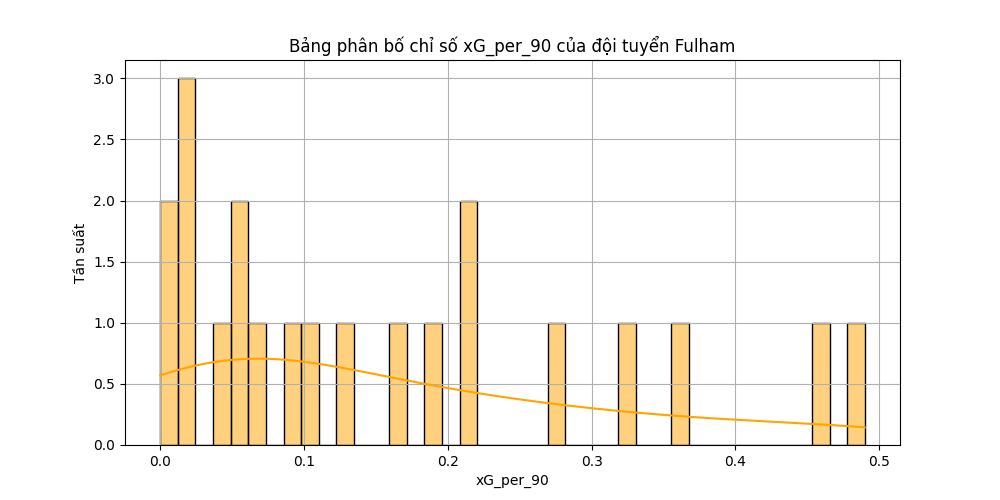 Bảng phân bố chỉ số xG_per_90 của đội tuyển Fulham
3.0
2.5
2.0
1.5
1.0
0.5
0.0
Tần suất
0.0 0.1 0.2 0.3 0.4 0.5
xG_per_90